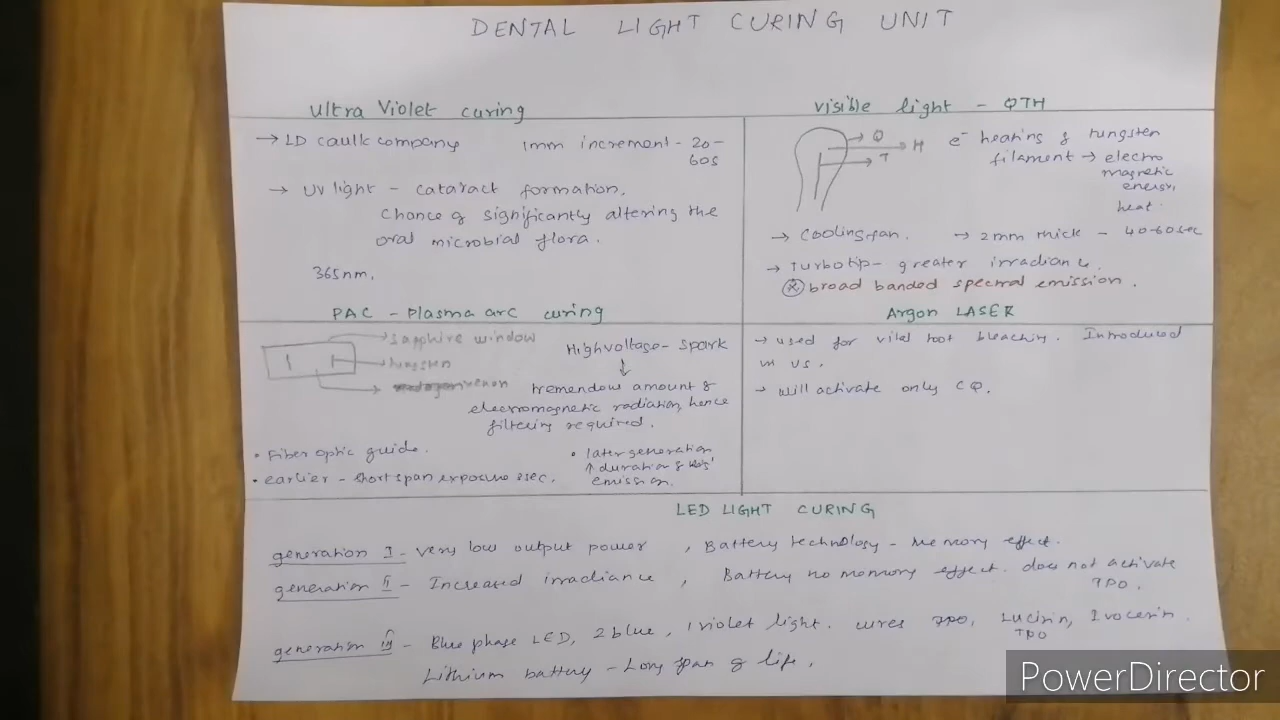 DENTAL LIGHT CURING UNIT
Ultra Violet curing
→ LD caulk company 1mm increment - 20-
60s
→ UV light - cataract formation.
Chance of significantly altering the
oral microbial flora.
365nm.
Visible light - QTH
Q
H
T
e⁻ heating of tungsten
filament → electro
magnetic
energy,
heat.
→ Cooling fan. → 2mm thick - 40-60sec
→ Turbotip - greater irradiance.
broad banded spectral emission.
PAC - Plasma arc curing
→ Sapphire window
→ tungsten
→ xenon
High voltage - spark
↓
tremendous amount of
electromagnetic radiation, hence
filtering required.
• Fiber optic guide.
• earlier - short span exposure sec.
• later generation
↑ duration of
emission.
Argon LASER
→ used for vital toot bleaching. Introduced
in US.
→ will activate only CQ.
LED LIGHT CURING
generation I - Very low output power, Battery technology - Memory effect.
generation II - Increased irradiance, Battery no memory effect. does not activate
TPO.
generation III - Blue phase LED, 2 blue, 1 violet light. cures TPO, Lucirin, Ivocerin.
TPO
Lithium battery - Long span of life.
PowerDirector